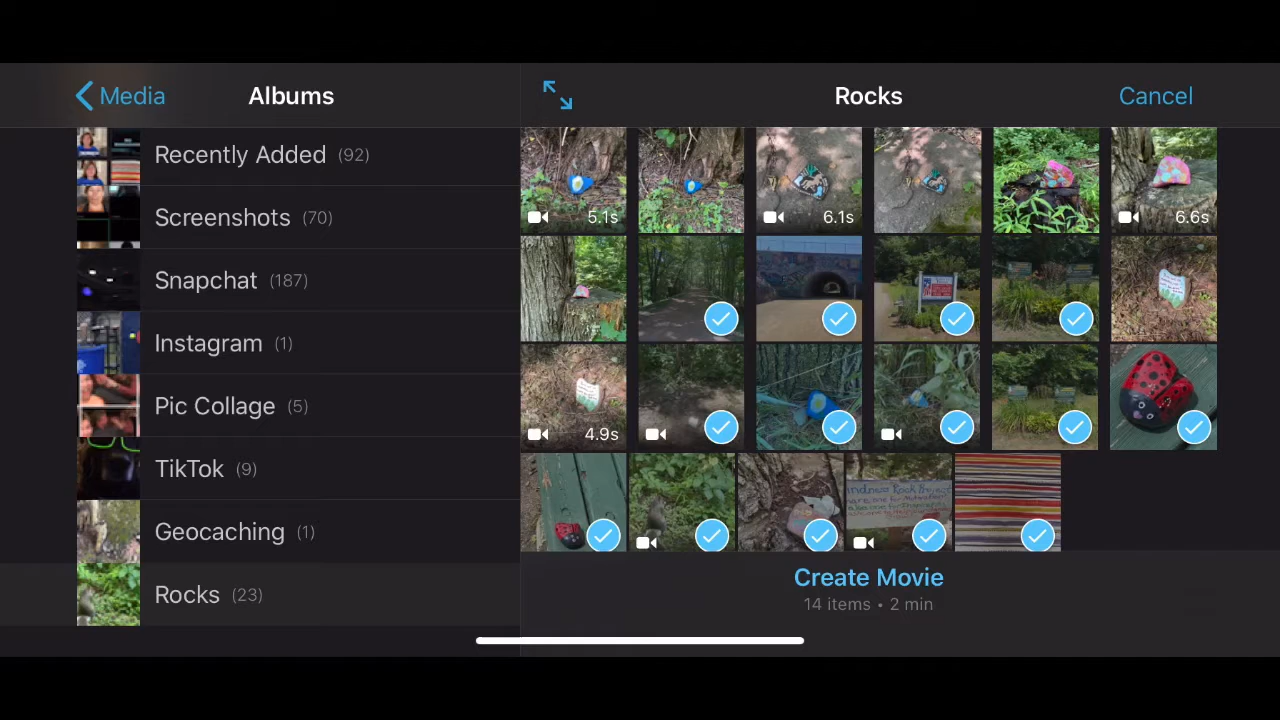 Media
Albums
Rocks
Cancel
Recently Added (92)
Screenshots (70)
Snapchat (187)
Instagram (1)
Pic Collage (5)
TikTok (9)
Geocaching (1)
Rocks (23)
5.1s
6.1s
6.6s
4.9s
Create Movie
14 items • 2 min